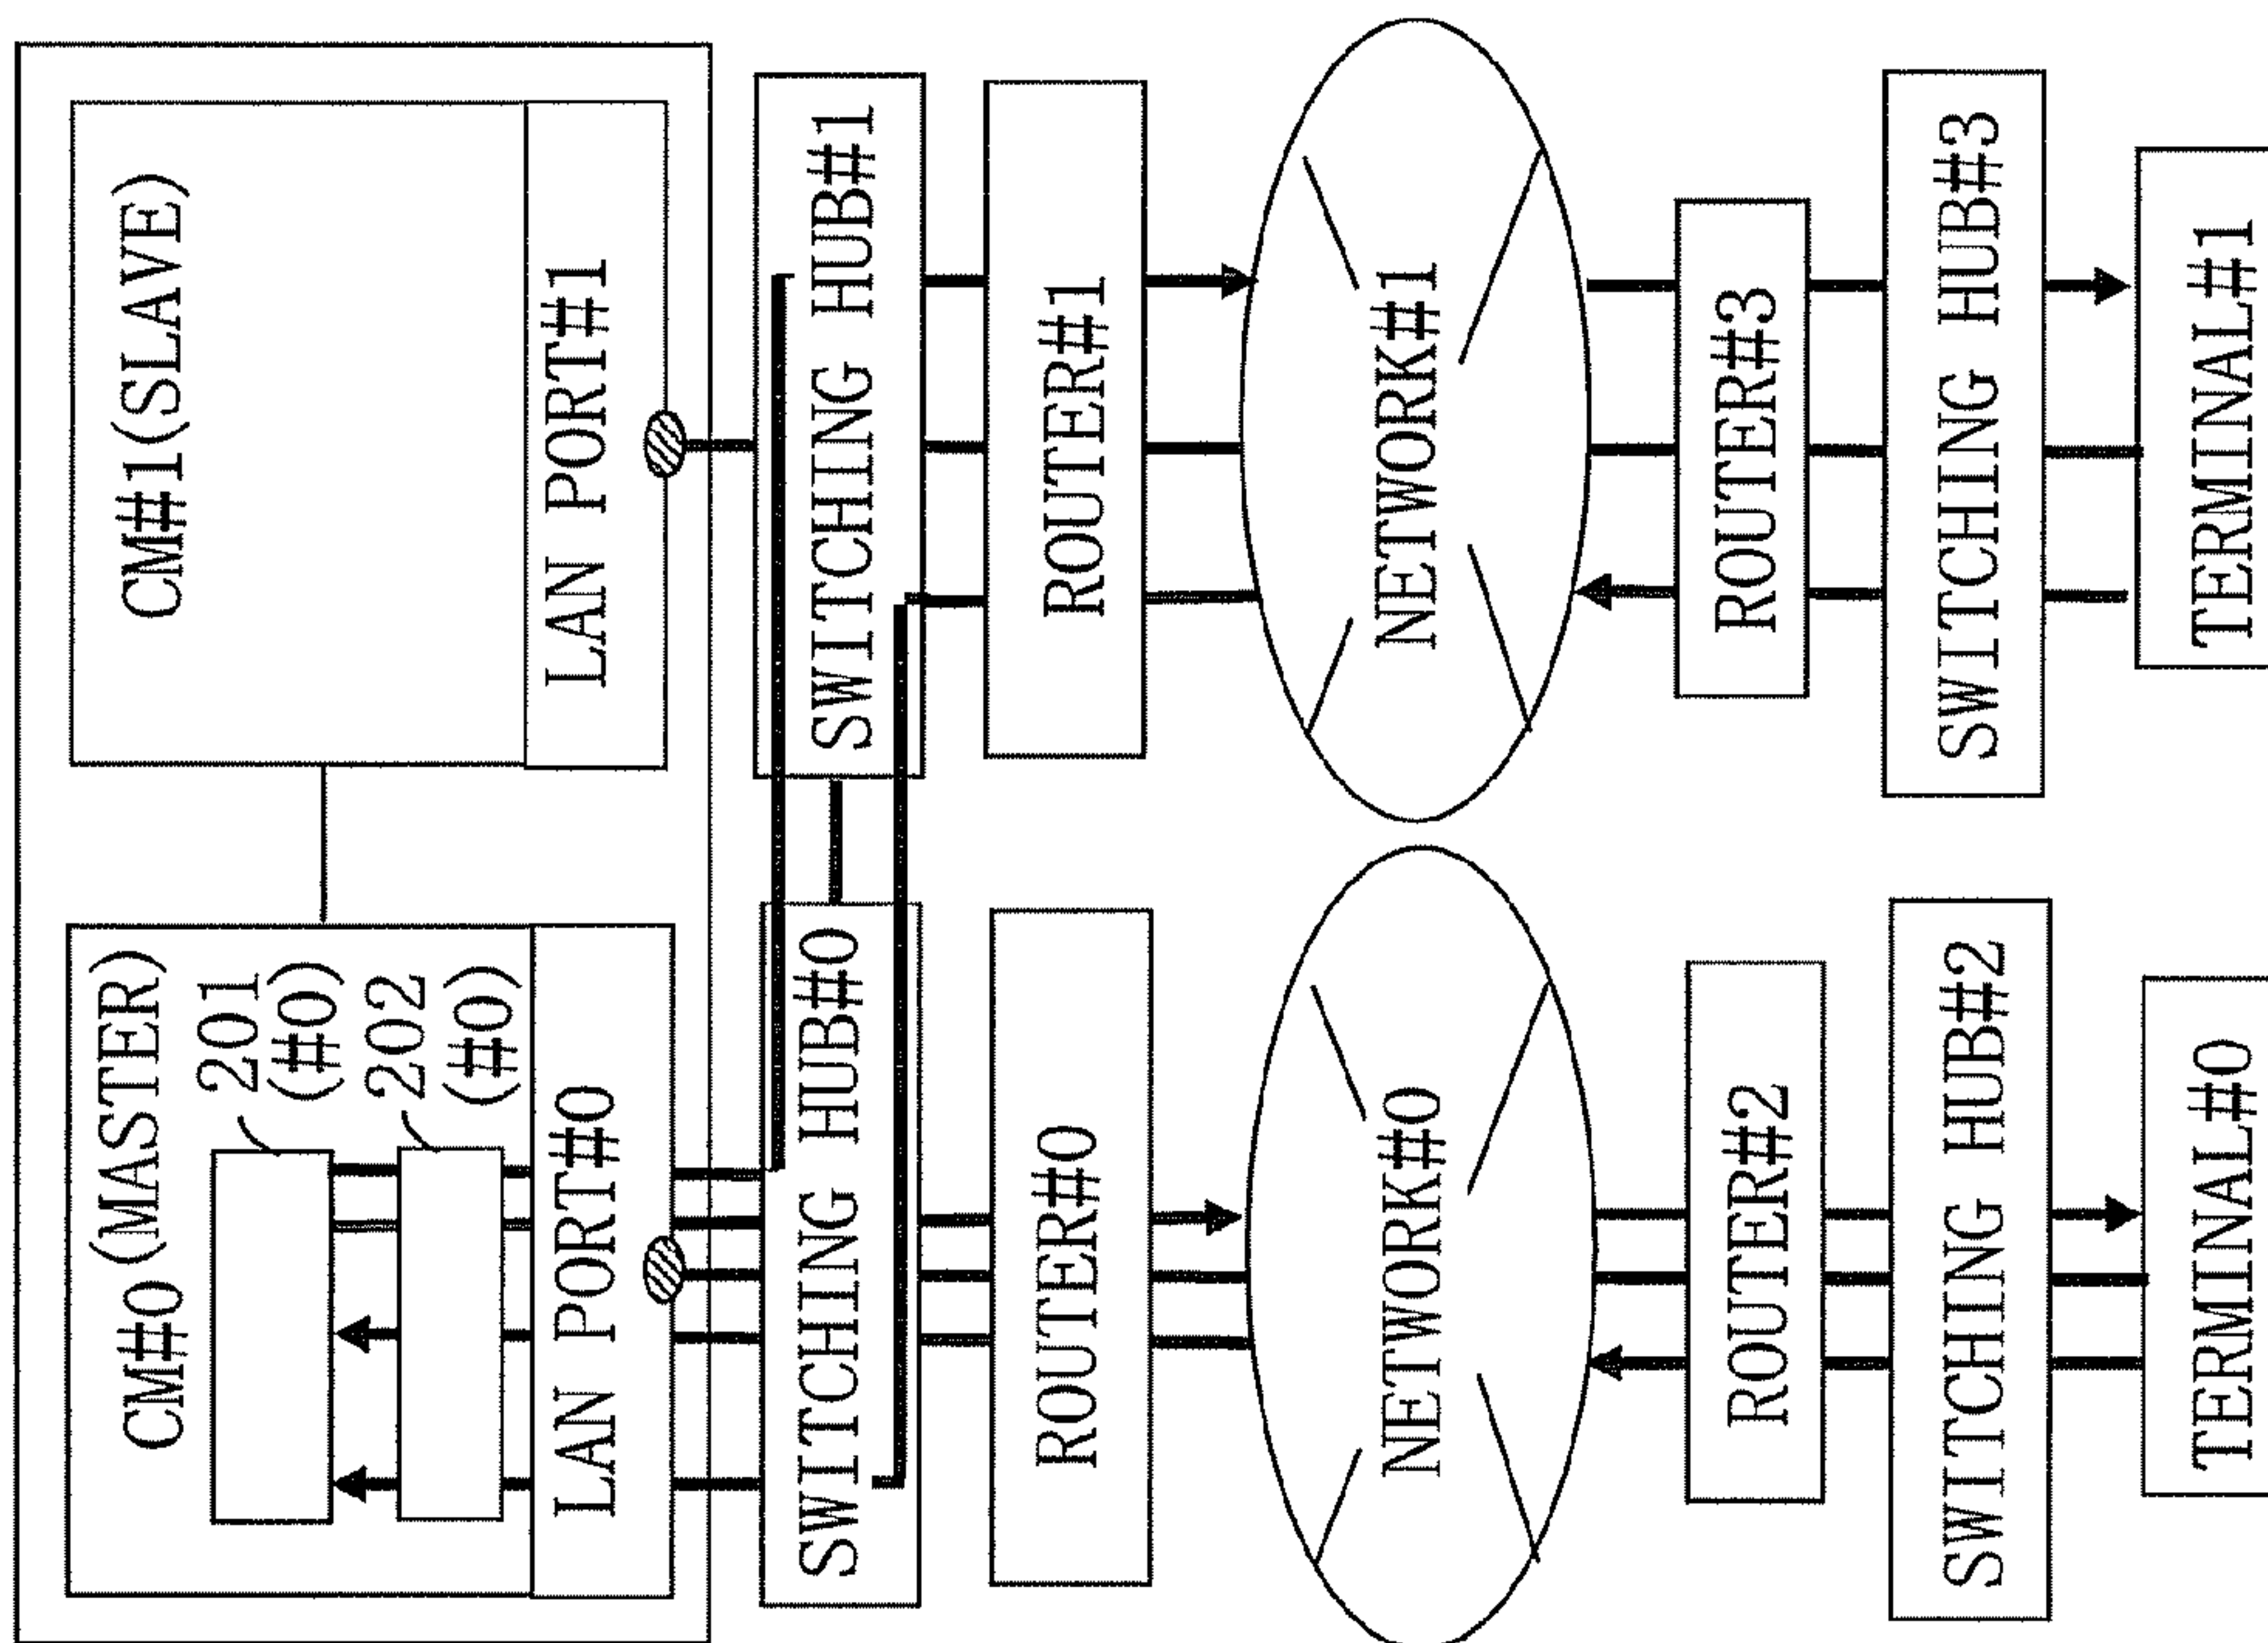 CM#0(MASTER)
201
(#0)
202
(#0)
LAN PORT#0
SWITCHING HUB#0
ROUTER#0
NETWORK#0
ROUTER#2
SWITCHING HUB#2
TERMINAL#0
CM#1(SLAVE)
LAN PORT#1
SWITCHING HUB#1
ROUTER#1
NETWORK#1
ROUTER#3
SWITCHING HUB#3
TERMINAL#1